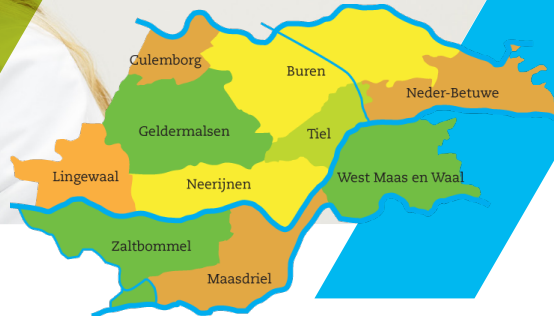 Culemborg
Buren
Neder-Betuwe
Geldermalsen
Tiel
Lingewaal
Neerijnen
West Maas en Waal
Zaltbommel
Maasdriel